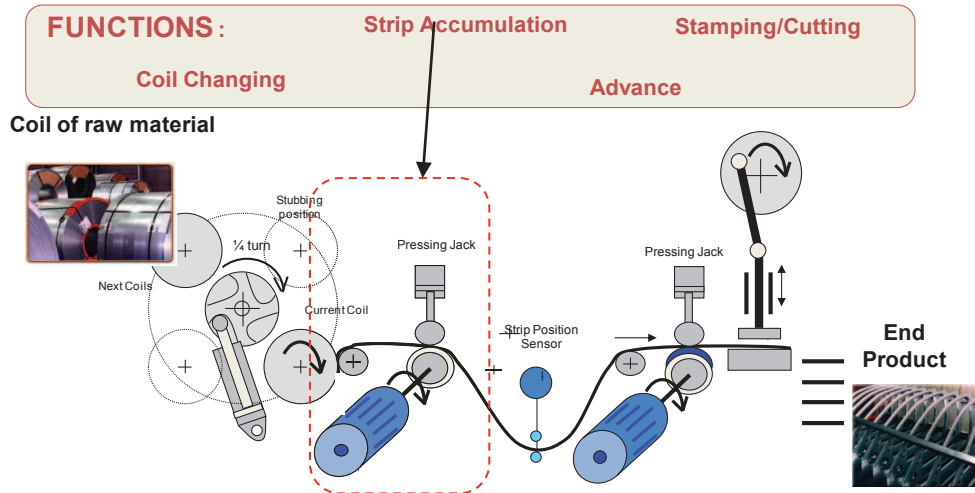 FUNCTIONS :
Strip Accumulation
Stamping/Cutting
Coil Changing
Advance
Coil of raw material
Stubbing
position
¼ turn
Pressing Jack
Pressing Jack
Next Coils
Current Coil
Strip Position
Sensor
End
Product